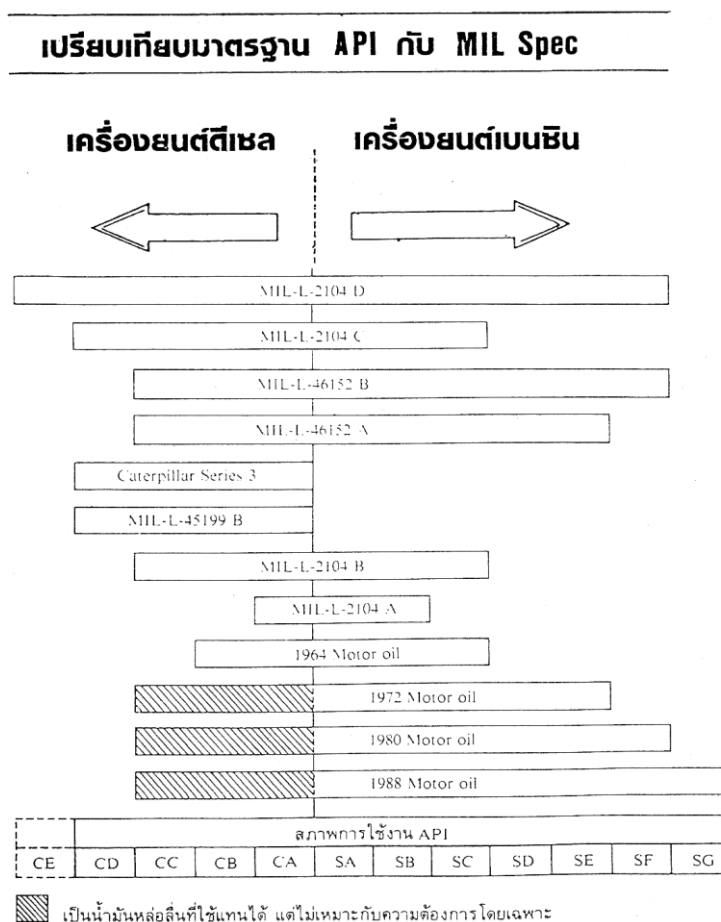 เปรียบเทียบมาตรฐาน API กับ MIL Spec
เครื่องยนต์ดีเซล เครื่องยนต์เบนซิน
MIL-L-2104 D
MIL-L-2104 C
MIL-L-46152 B
MIL-L-46152 A
Caterpillar Series 3
MIL-L-45199 B
MIL-L-2104 B
MIL-L-2104 A
1964 Motor oil
1972 Motor oil
1980 Motor oil
1988 Motor oil
สภาพการใช้งาน API
CE CD CC CB CA SA SB SC SD SE SF SG
เป็นน้ำมันหล่อลื่นที่ใช้แทนได้ แต่ไม่เหมาะกับความต้องการโดยเฉพาะ